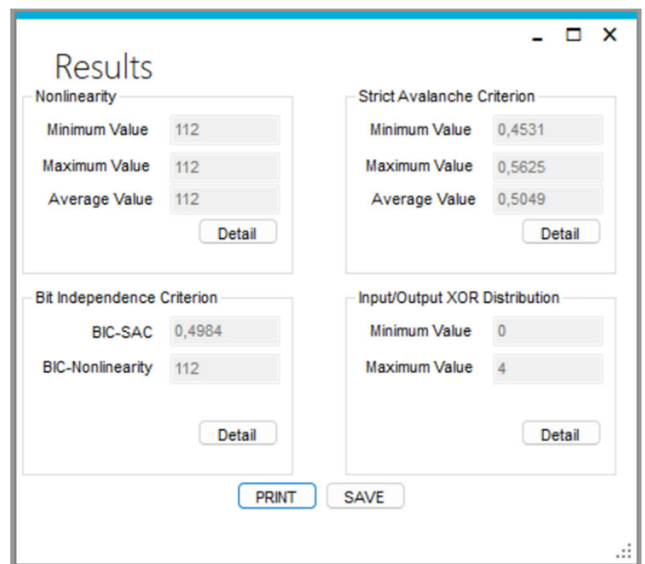 Results
Nonlinearity
Minimum Value 112
Maximum Value 112
Average Value 112
Detail
Strict Avalanche Criterion
Minimum Value 0,4531
Maximum Value 0,5625
Average Value 0,5049
Detail
Bit Independence Criterion
BIC-SAC 0,4984
BIC-Nonlinearity 112
Detail
Input/Output XOR Distribution
Minimum Value 0
Maximum Value 4
Detail
PRINT SAVE